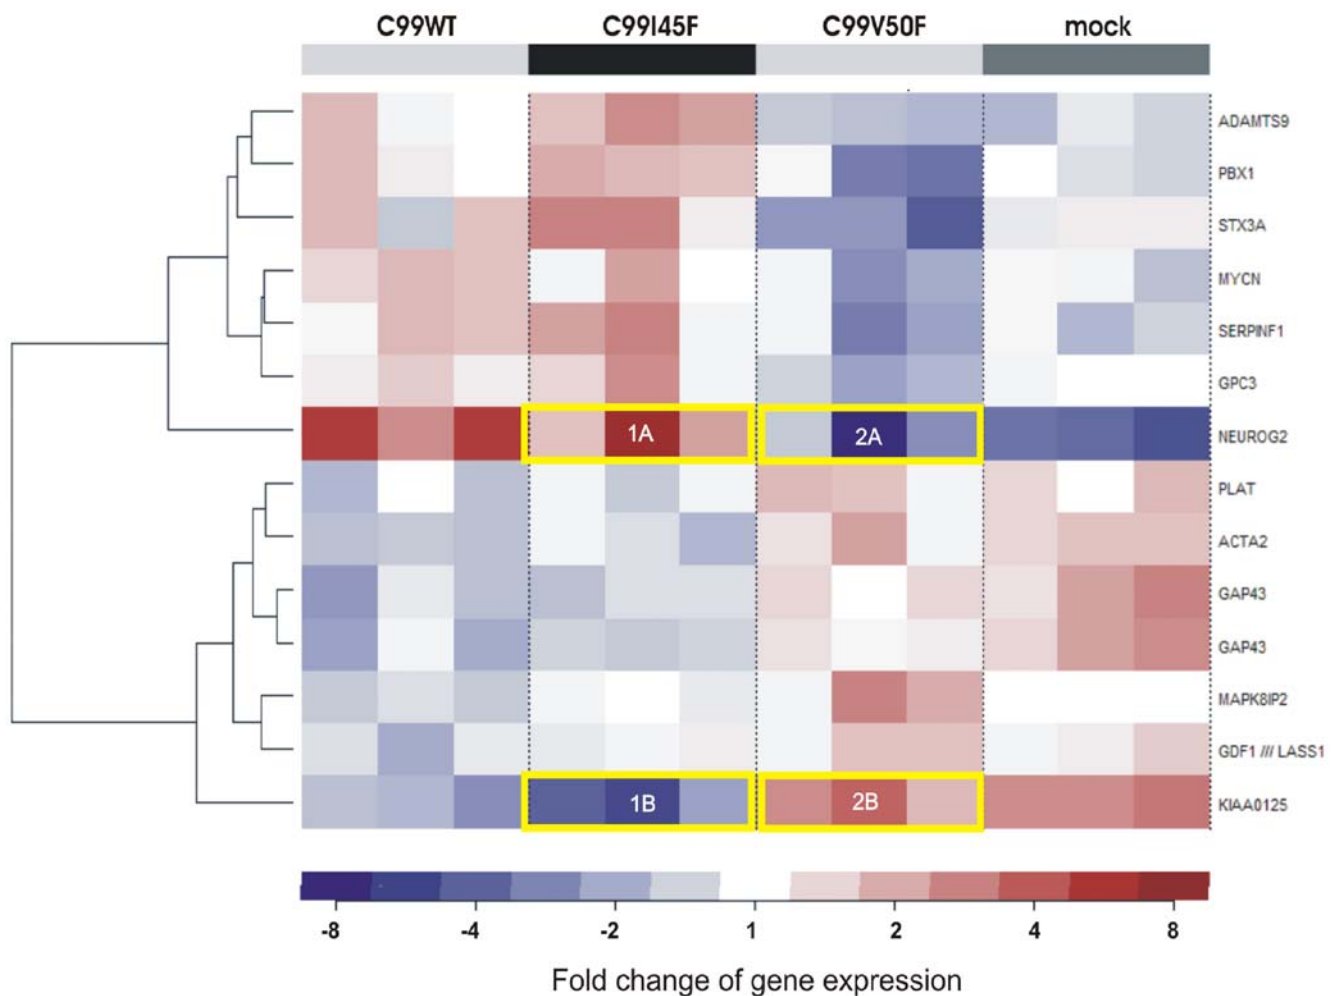 C99WT C99I45F C99V50F mock
ADAMTS9
PBX1
STX3A
MYCN
SERPINF1
GPC3
1A 2A NEUROG2
PLAT
ACTA2
GAP43
GAP43
MAPK8IP2
GDF1 /// LASS1
1B 2B KIAA0125
-8 -4 -2 1 2 4 8
Fold change of gene expression